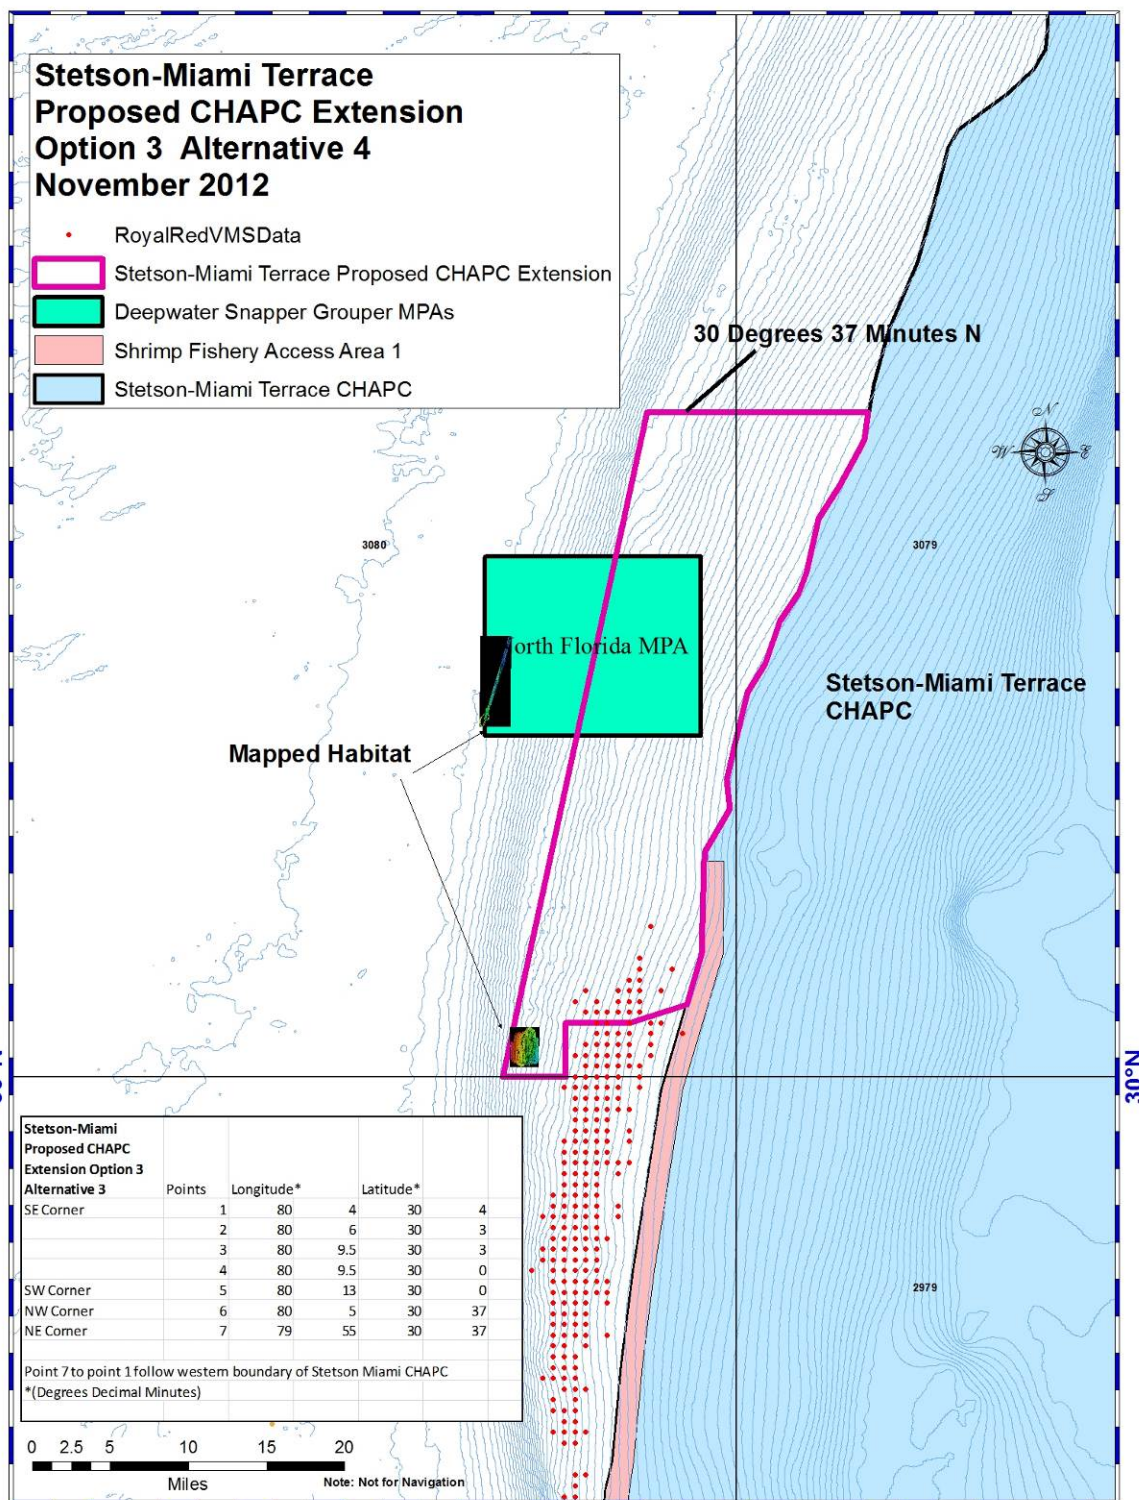 Stetson-Miami Terrace
Proposed CHAPC Extension
Option 3 Alternative 4
November 2012
RoyalRedVMSData
Stetson-Miami Terrace Proposed CHAPC Extension
Deepwater Snapper Grouper MPAs
Shrimp Fishery Access Area 1
Stetson-Miami Terrace CHAPC
30 Degrees 37 Minutes N
N
W E
S
3080
3079
orth Florida MPA
Stetson-Miami Terrace
CHAPC
Mapped Habitat
30°N
Stetson-Miami
Proposed CHAPC
Extension Option 3
Alternative 3 Points Longitude* Latitude*
SE Corner 1 80 4 30 4
2 80 6 30 3
3 80 9.5 30 3
4 80 9.5 30 0
SW Corner 5 80 13 30 0
NW Corner 6 80 5 30 37
NE Corner 7 79 55 30 37
Point 7 to point 1 follow western boundary of Stetson Miami CHAPC
*(Degrees Decimal Minutes)
2979
0 2.5 5 10 15 20
Miles
Note: Not for Navigation